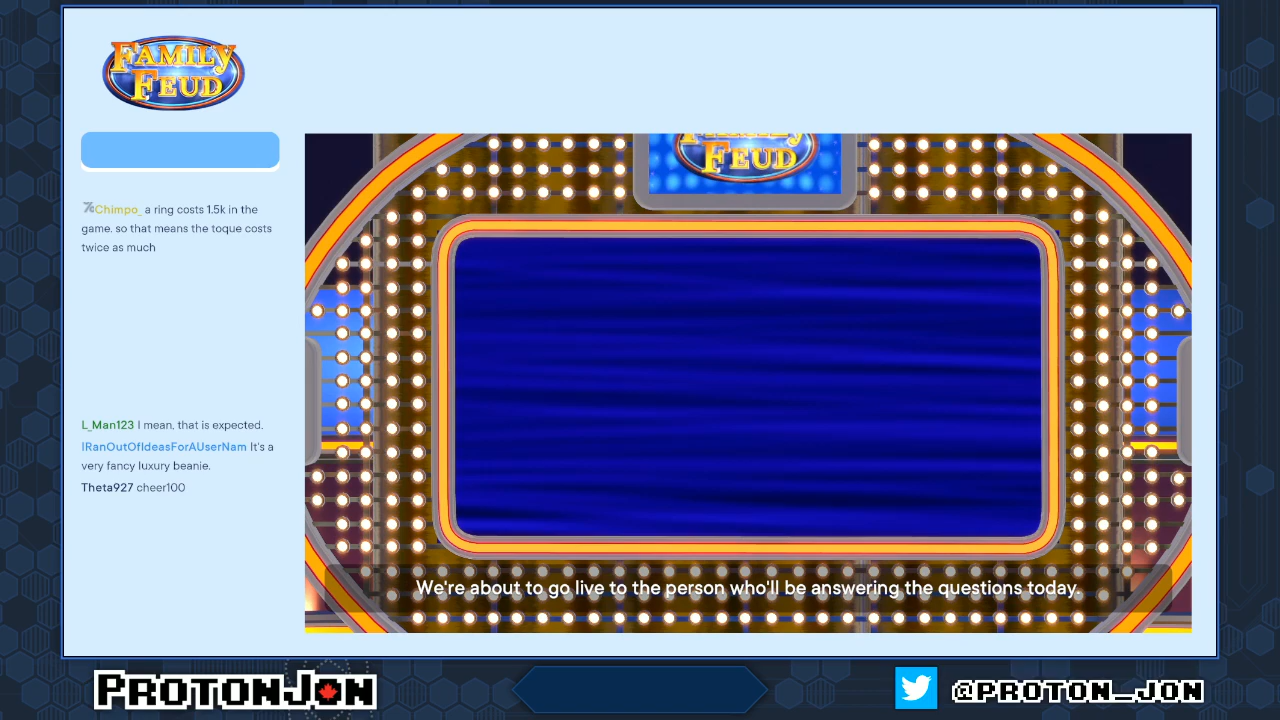 FAMILY
FEUD
FAMILY
FEUD
Chimpo_ a ring costs 1.5k in the
game. so that means the toque costs
twice as much
L_Man123 I mean, that is expected.
IRanOutOfIdeasForAUserNam It's a
very fancy luxury beanie.
Theta927 cheer100
We're about to go live to the person who'll be answering the questions today.
PROTONJON
@PROTON_JON